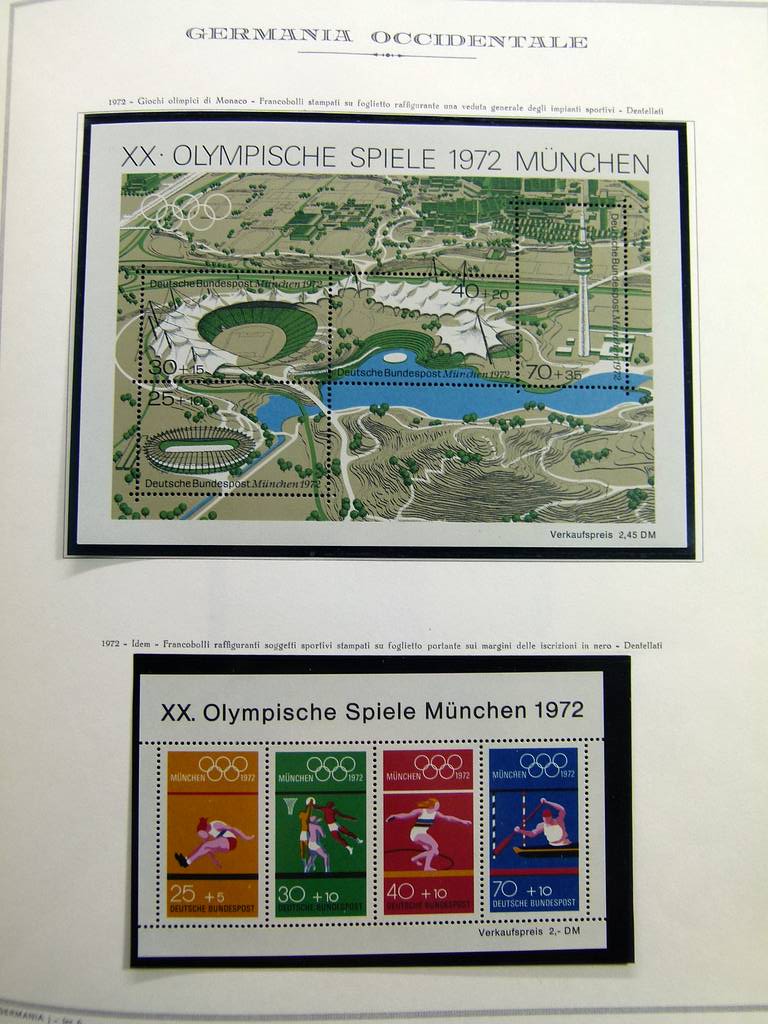 GERMANIA OCCIDENTALE
1972 - Giochi olimpici di Monaco - Francobolli stampati su foglietto raffigurante una veduta generale degli impianti sportivi - Dentellati
XX. OLYMPISCHE SPIELE 1972 MÜNCHEN
Deutsche Bundespost München 1972
30+15
40+20
Deutsche Bundespost München 1972
Deutsche Bundespost München 1972
70+35
25+10
Deutsche Bundespost München 1972
Verkaufspreis 2,45 DM
1972 - Idem - Francobolli raffiguranti soggetti sportivi stampati su foglietto portante sui margini delle iscrizioni in nero - Dentellati
XX. Olympische Spiele München 1972
MÜNCHEN 1972
25 +5
DEUTSCHE BUNDESPOST
MÜNCHEN 1972
30 +10
DEUTSCHE BUNDESPOST
MÜNCHEN 1972
40 +10
DEUTSCHE BUNDESPOST
MÜNCHEN 1972
70 +10
DEUTSCHE BUNDESPOST
Verkaufspreis 2,- DM
GERMANIA